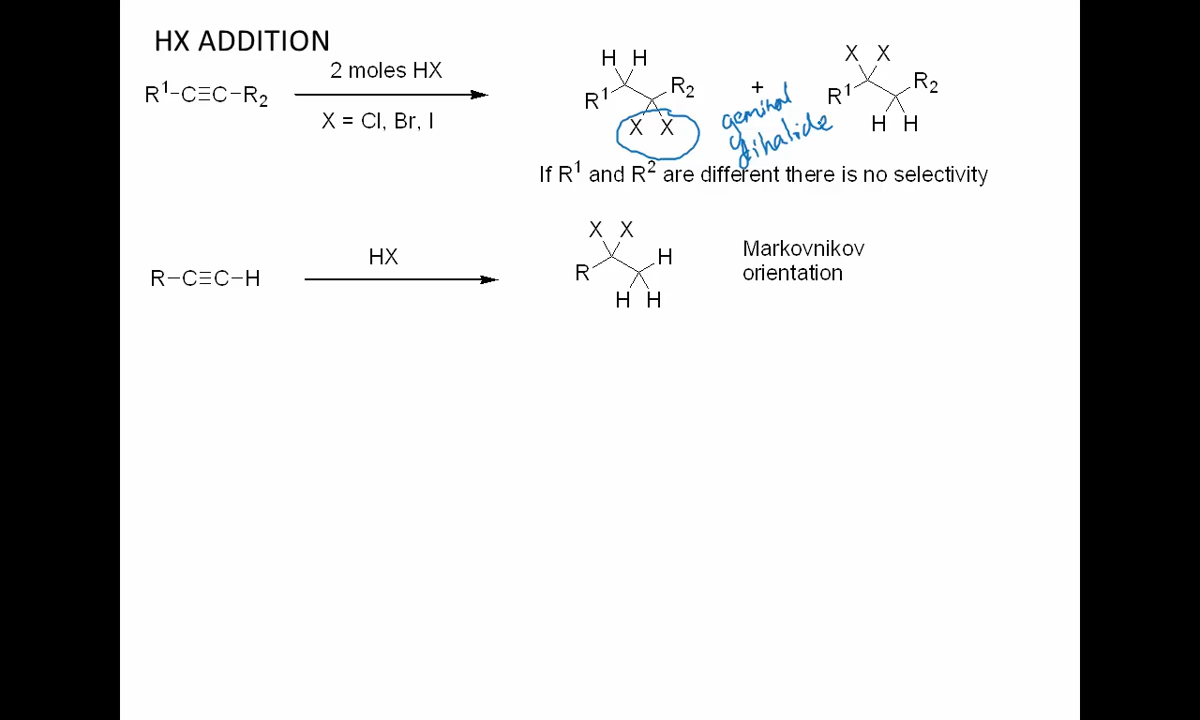 HX ADDITION
2 moles HX
R¹-C≡C-R₂
X = Cl, Br, I
H H
R¹
R₂
X X
+
geminal
dihalide
X X
R¹
R₂
H H
If R¹ and R² are different there is no selectivity
R-C≡C-H
HX
X X
R
H
H H
Markovnikov
orientation